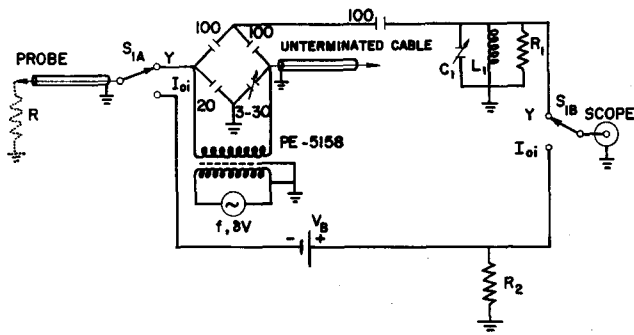 100
100
100
PROBE
S1A
Y
UNTERMINATED CABLE
C1
L1
R1
R
Ioi
20
3-30
Y
S1B
SCOPE
PE-5158
Ioi
f, δV
VB
- +
R2